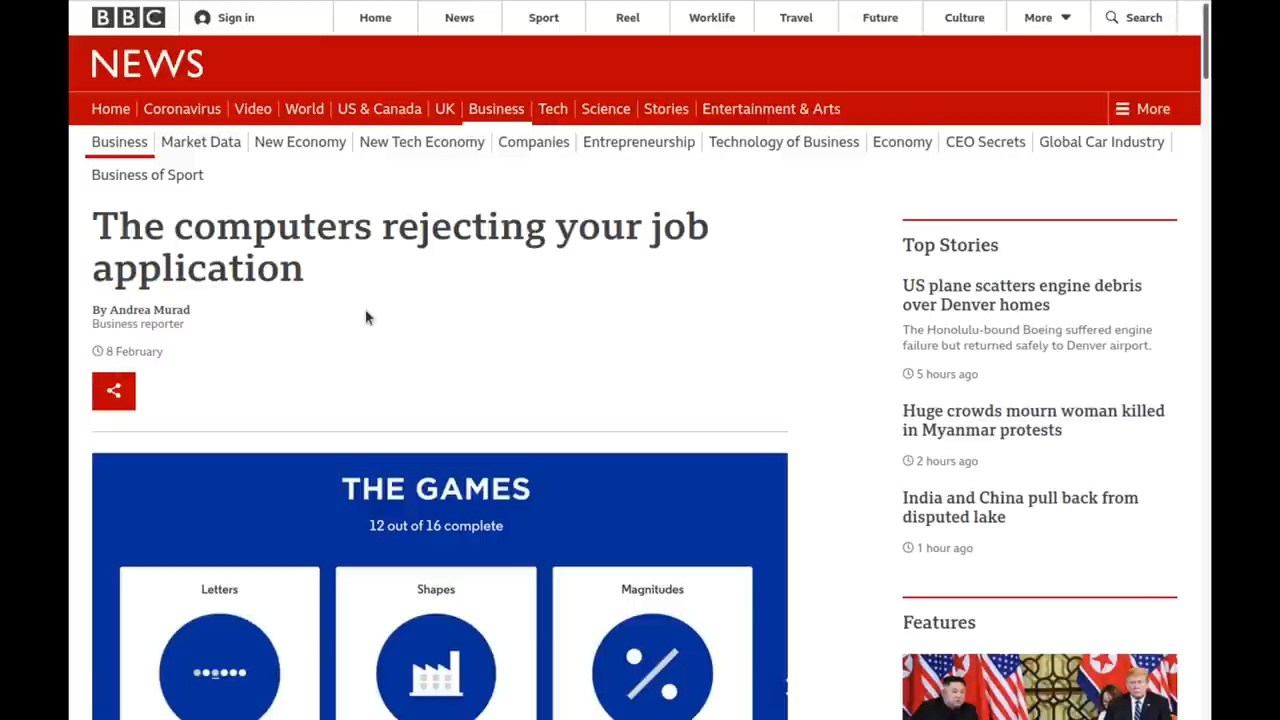 BBC Sign in Home News Sport Reel Worklife Travel Future Culture More Search
NEWS
Home Coronavirus Video World US & Canada UK Business Tech Science Stories Entertainment & Arts More
Business Market Data New Economy New Tech Economy Companies Entrepreneurship Technology of Business Economy CEO Secrets Global Car Industry
Business of Sport
The computers rejecting your job
application
By Andrea Murad
Business reporter
8 February
THE GAMES
12 out of 16 complete
Letters
Shapes
Magnitudes
Top Stories
US plane scatters engine debris
over Denver homes
The Honolulu-bound Boeing suffered engine
failure but returned safely to Denver airport.
5 hours ago
Huge crowds mourn woman killed
in Myanmar protests
2 hours ago
India and China pull back from
disputed lake
1 hour ago
Features